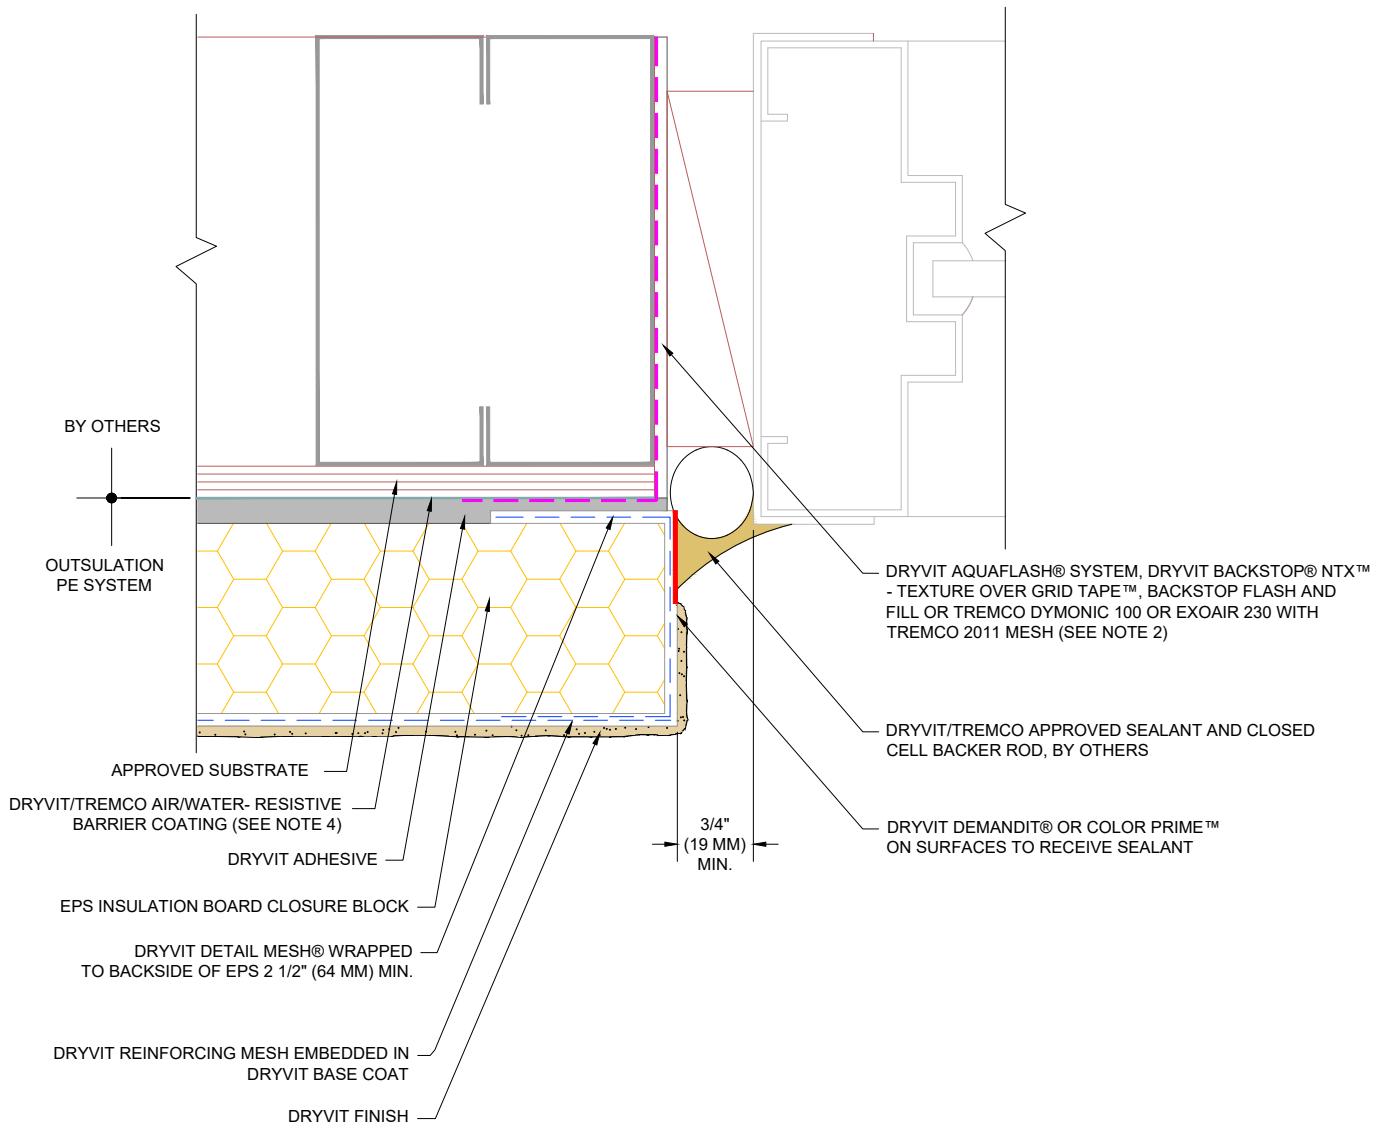 BY OTHERS
OUTSULATION
PE SYSTEM
DRYVIT AQUAFLASH® SYSTEM, DRYVIT BACKSTOP® NTX™
- TEXTURE OVER GRID TAPE™, BACKSTOP FLASH AND
FILL OR TREMCO DYMONIC 100 OR EXOAIR 230 WITH
TREMCO 2011 MESH (SEE NOTE 2)
DRYVIT/TREMCO APPROVED SEALANT AND CLOSED
CELL BACKER ROD, BY OTHERS
APPROVED SUBSTRATE
DRYVIT/TREMCO AIR/WATER- RESISTIVE
BARRIER COATING (SEE NOTE 4)
3/4"
(19 MM)
MIN.
DRYVIT DEMANDIT® OR COLOR PRIME™
ON SURFACES TO RECEIVE SEALANT
DRYVIT ADHESIVE
EPS INSULATION BOARD CLOSURE BLOCK
DRYVIT DETAIL MESH® WRAPPED
TO BACKSIDE OF EPS 2 1/2" (64 MM) MIN.
DRYVIT REINFORCING MESH EMBEDDED IN
DRYVIT BASE COAT
DRYVIT FINISH